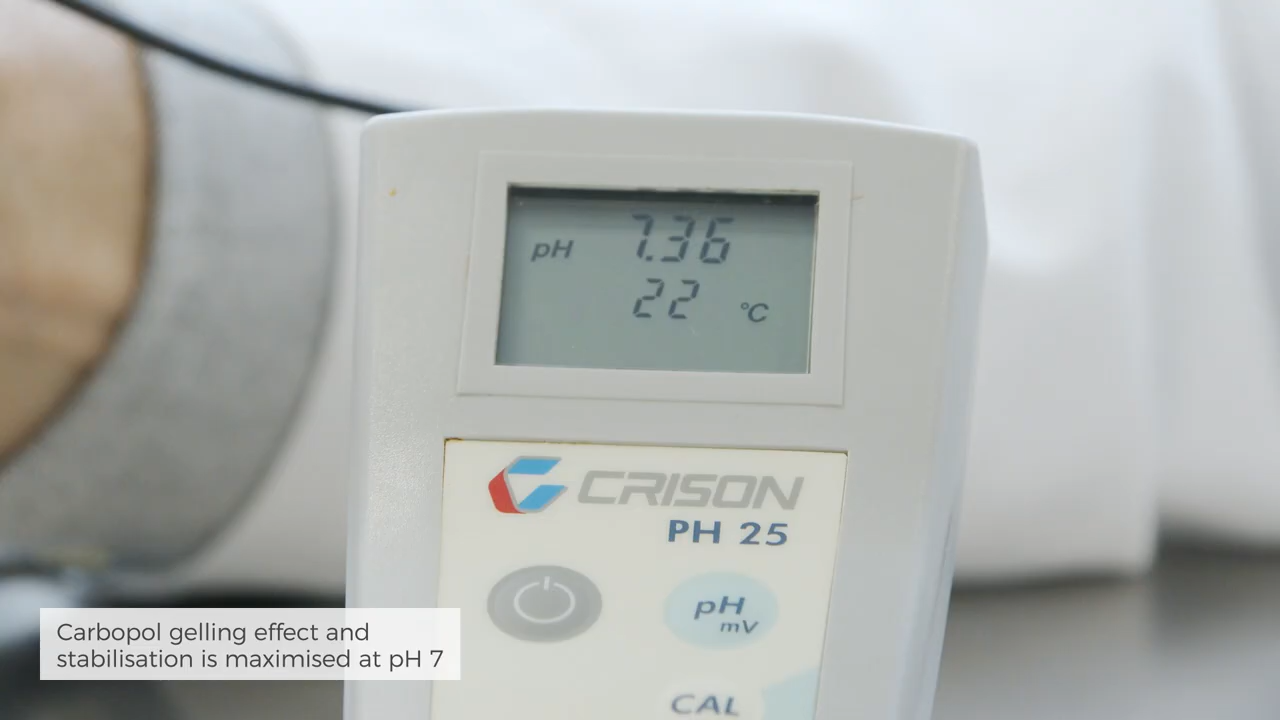 pH 7.36
22 °C
CRISON
PH 25
pH
mV
CAL
Carbopol gelling effect and
stabilisation is maximised at pH 7